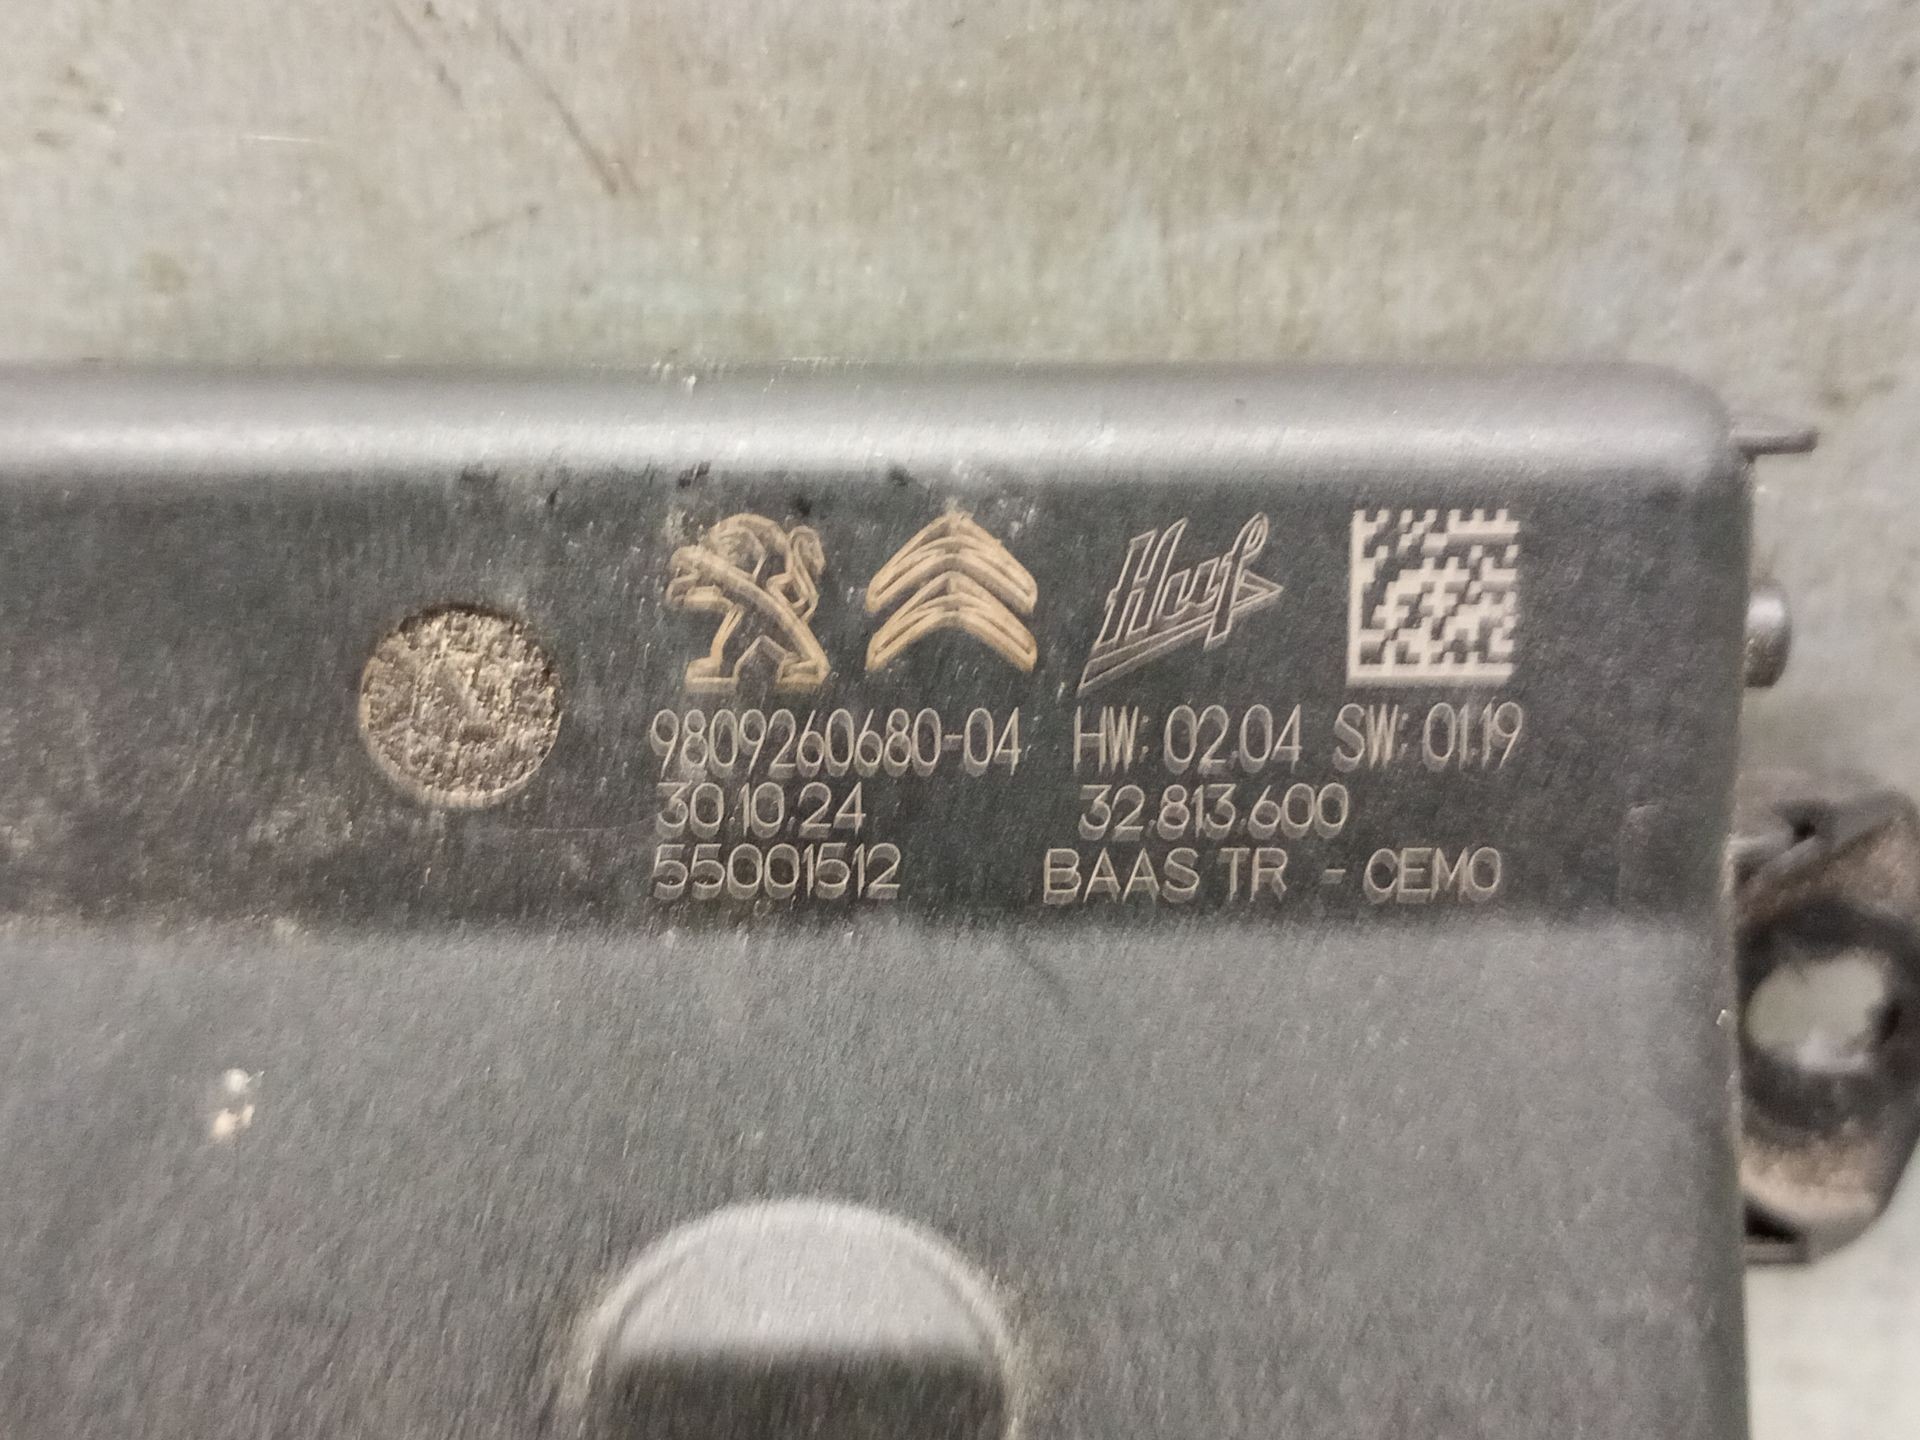 Huf
9809260680-04 HW: 02.04 SW: 01.19
30.10.24 32.813.600
55001512 BAAS TR - CEMO